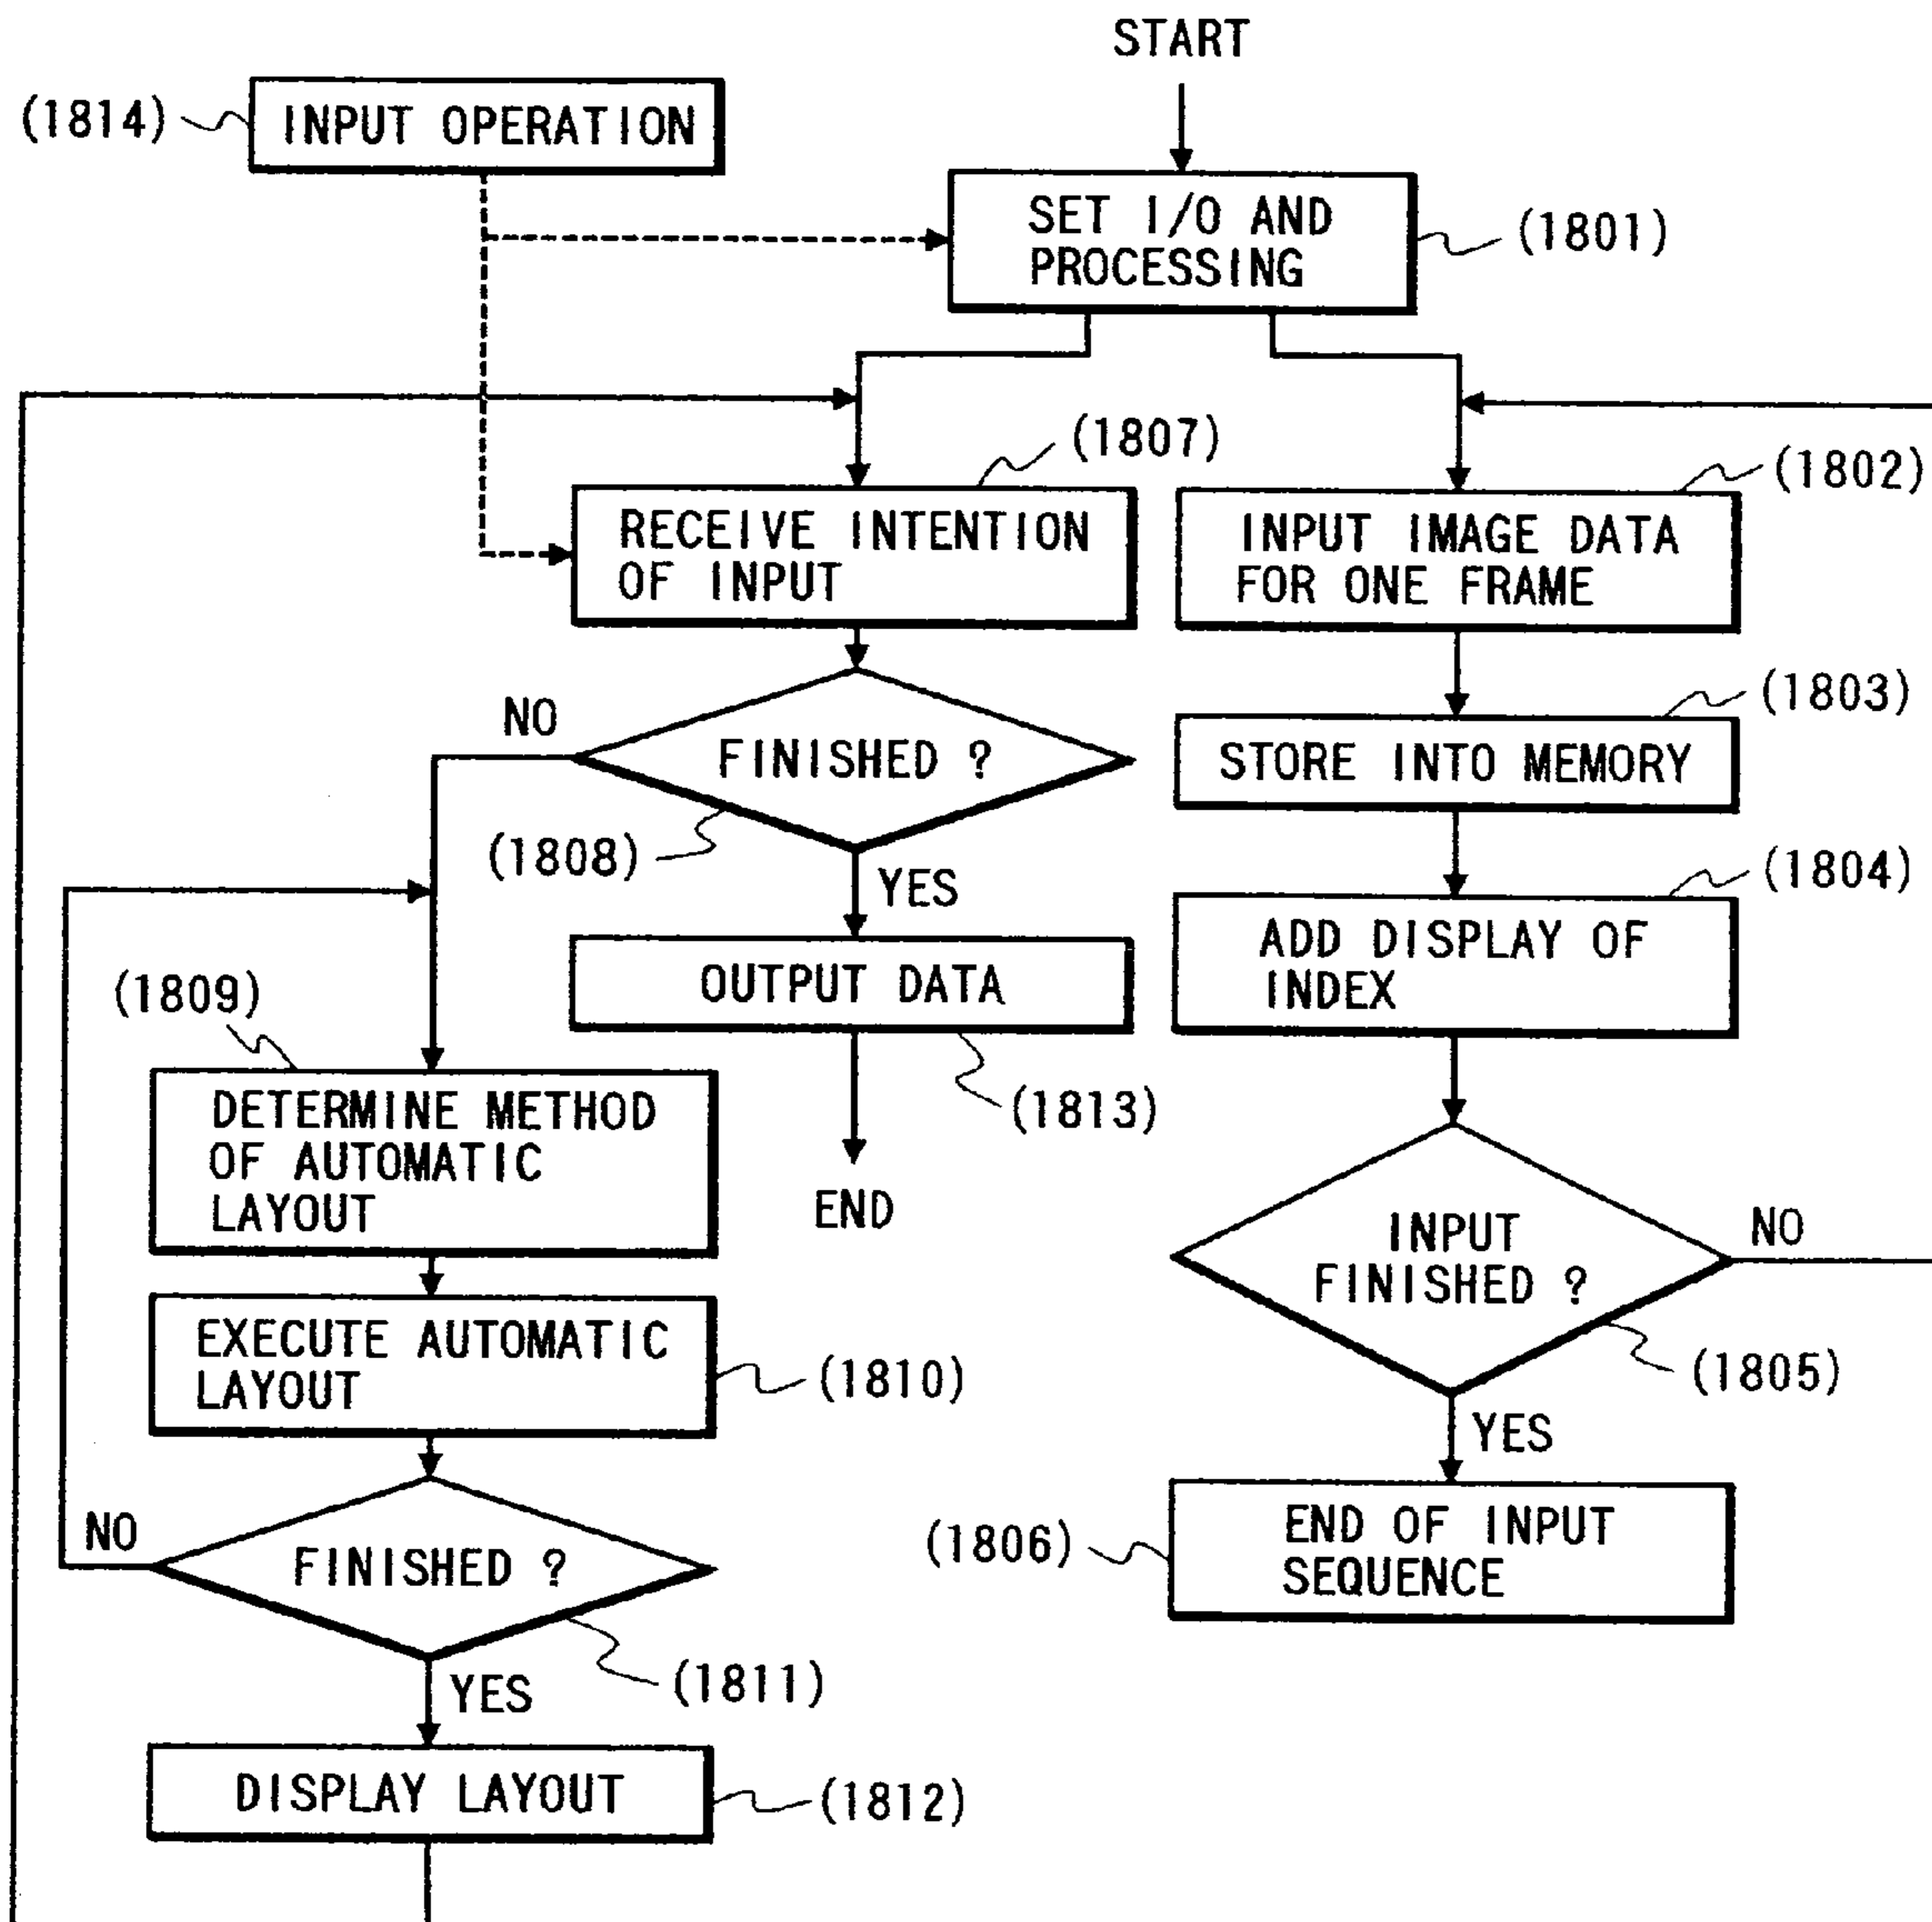 START
(1814)
INPUT OPERATION
SET I/O AND
PROCESSING
(1801)
(1807)
RECEIVE INTENTION
OF INPUT
(1802)
INPUT IMAGE DATA
FOR ONE FRAME
NO
FINISHED ?
(1808)
YES
(1803)
STORE INTO MEMORY
(1804)
ADD DISPLAY OF
INDEX
OUTPUT DATA
(1813)
END
(1809)
DETERMINE METHOD
OF AUTOMATIC
LAYOUT
INPUT
FINISHED ?
NO
(1805)
YES
EXECUTE AUTOMATIC
LAYOUT
(1810)
(1806)
END OF INPUT
SEQUENCE
NO
FINISHED ?
(1811)
YES
DISPLAY LAYOUT
(1812)